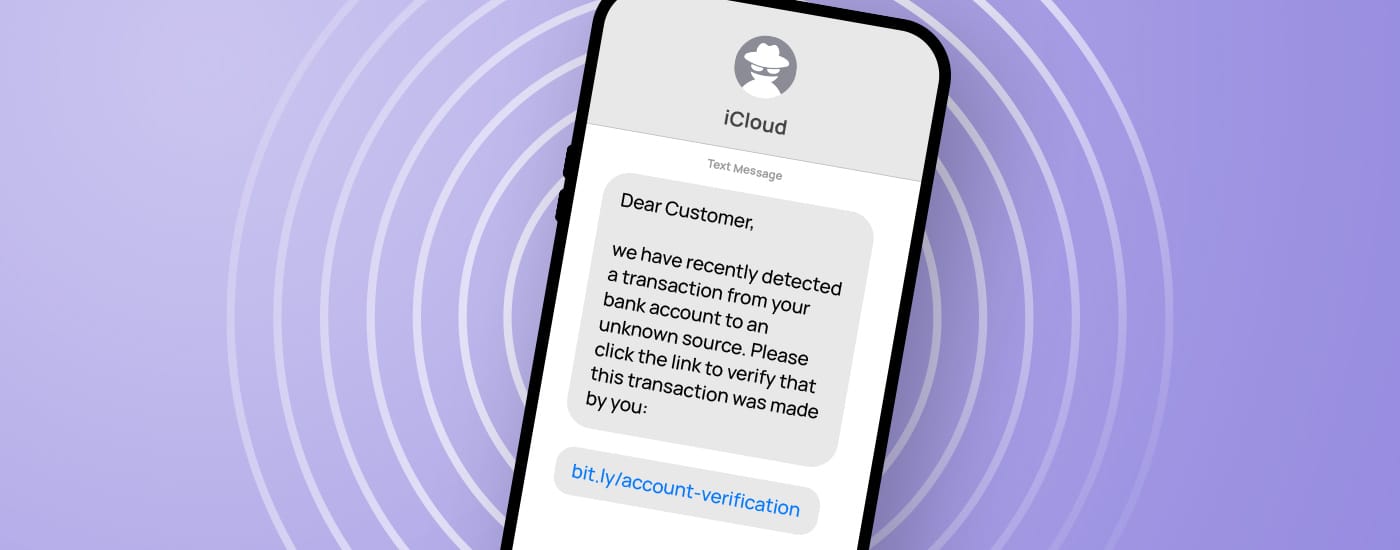 iCloud
Text Message
Dear Customer,
we have recently detected
a transaction from your
bank account to an
unknown source. Please
click the link to verify that
this transaction was made
by you:
bit.ly/account-verification